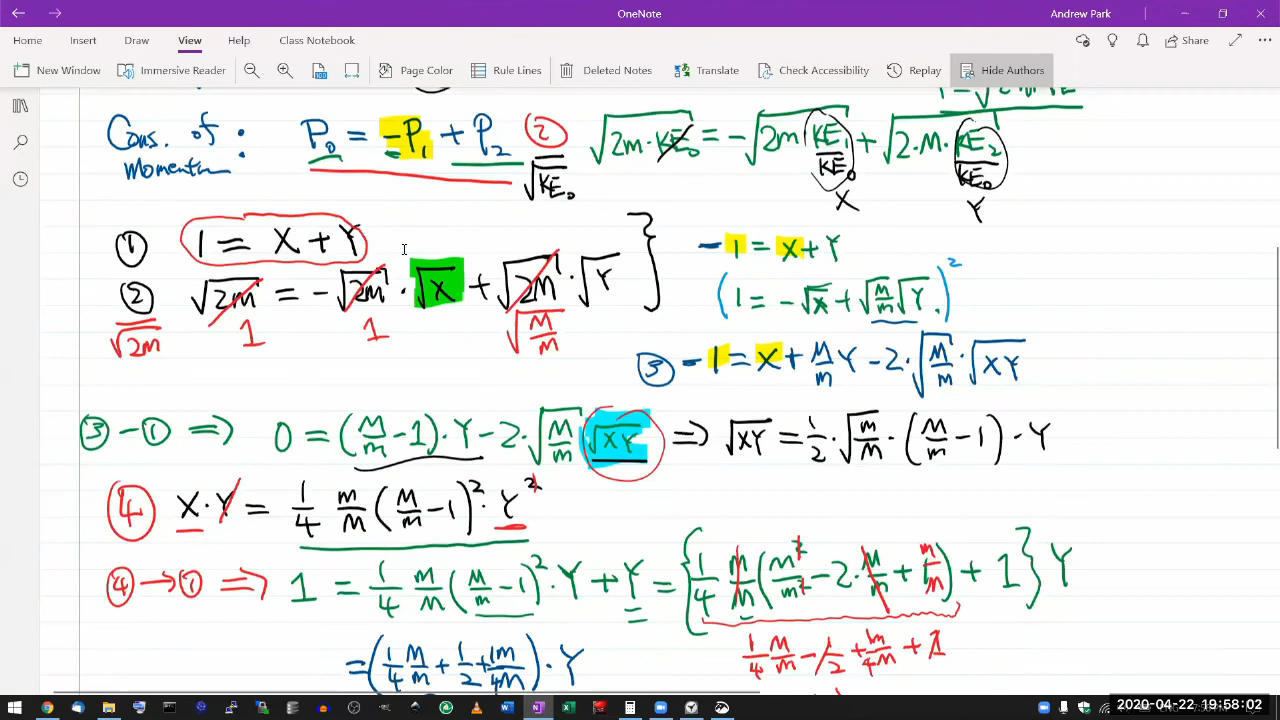 OneNote
Andrew Park
Home Insert Draw View Help Class Notebook Share
New Window Immersive Reader Page Color Rule Lines Deleted Notes Translate Check Accessibility Replay Hide Authors
Cons. of Momentum : P₀ = -P₁ + P₂ ② / √KE₀ √(2m·KE₀) = -√(2m KE₁/KE₀) + √(2·M·KE₂/KE₀)
X Y
① 1 = X + Y
- 1 = X + Y
② / √2m √2m = -√2m · √X + √2M · √Y
1 1 √(M/m)
(1 = -√X + √(M/m) √Y)²
③ - 1 = X + M/m Y - 2·√(M/m) · √XY
③ - ① ⇒ 0 = (M/m - 1)·Y - 2·√(M/m) √XY ⇒ √XY = 1/2 · √(m/M) · (M/m - 1) · Y
④ X·Y = 1/4 m/M (M/m - 1)² · Y²
④ → ① ⇒ 1 = 1/4 m/M (M/m - 1)² · Y + Y = {1/4 m/M (M²/m² - 2·M/m + 1) + 1} Y
1/4 M/m - 1/2 + 1m/4M + 1
= (1/4 M/m + 1/2 + 1m/4M) · Y
2020-04-22 19:58:02